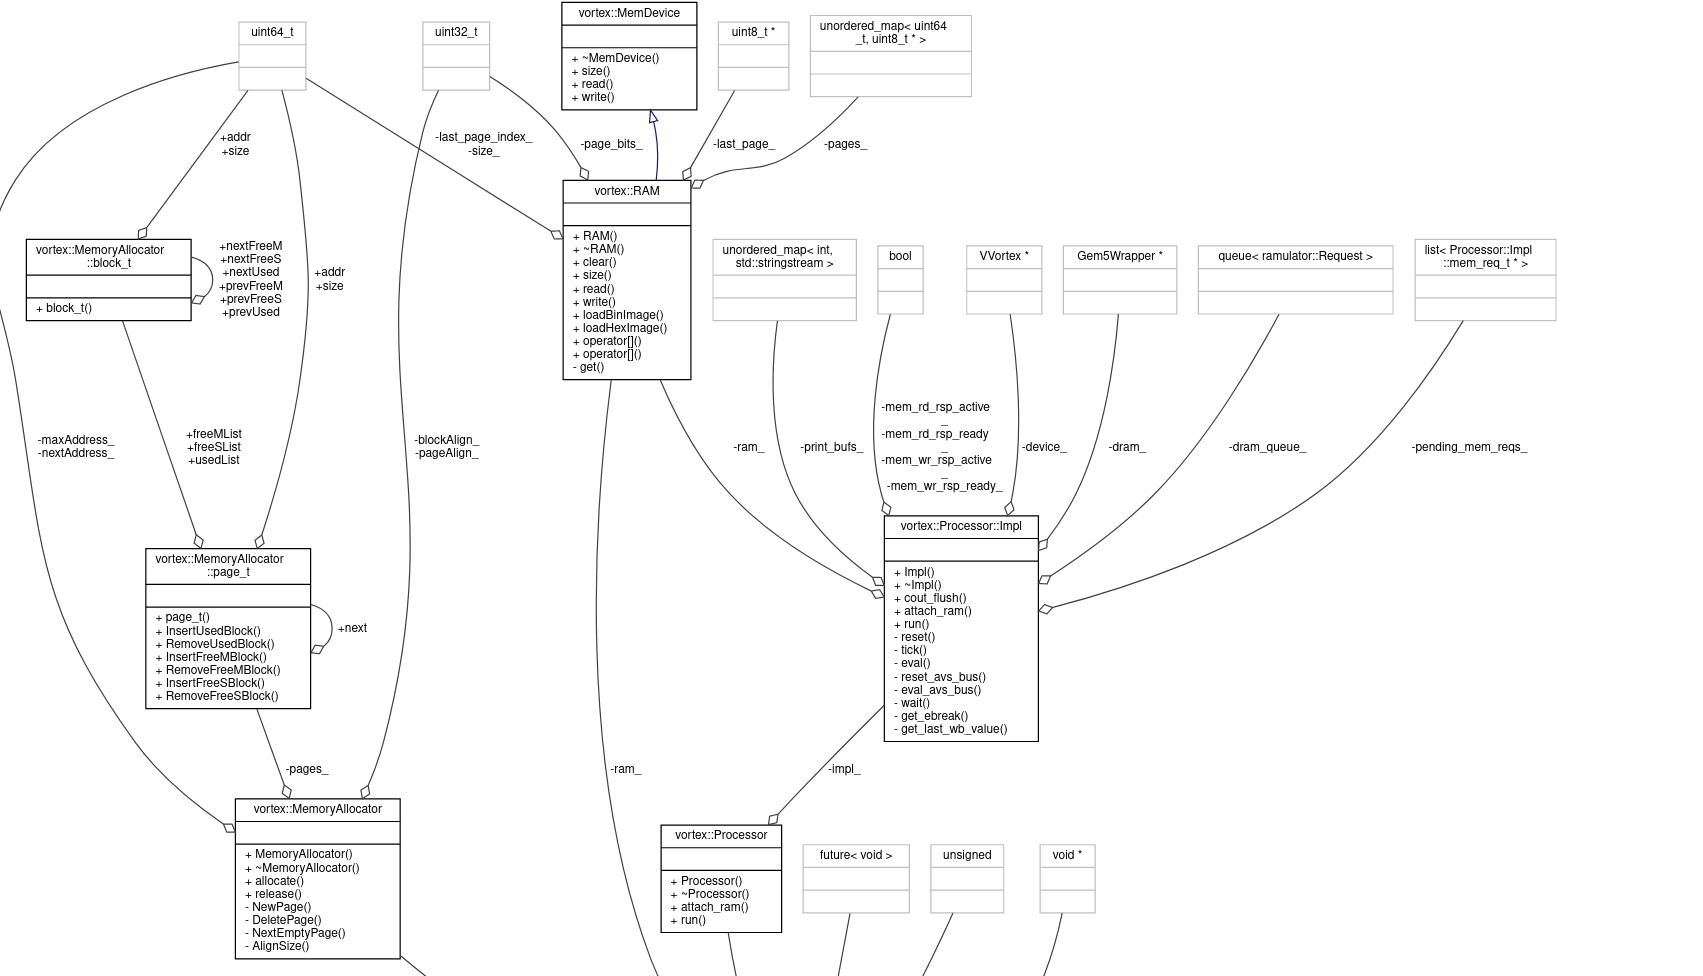 uint64_t
uint32_t
vortex::MemDevice
+ ~MemDevice()
+ size()
+ read()
+ write()
uint8_t *
unordered_map< uint64
_t, uint8_t * >
+addr
+size
-last_page_index_
-size_
-page_bits_
-last_page_
-pages_
vortex::MemoryAllocator
::block_t
+ block_t()
+nextFreeM
+nextFreeS
+nextUsed
+prevFreeM
+prevFreeS
+prevUsed
+addr
+size
vortex::RAM
+ RAM()
+ ~RAM()
+ clear()
+ size()
+ read()
+ write()
+ loadBinImage()
+ loadHexImage()
+ operator[]()
+ operator[]()
- get()
unordered_map< int,
std::stringstream >
bool
VVortex *
Gem5Wrapper *
queue< ramulator::Request >
list< Processor::Impl
::mem_req_t * >
-maxAddress_
-nextAddress_
+freeMList
+freeSList
+usedList
-blockAlign_
-pageAlign_
-ram_
-print_bufs_
-mem_rd_rsp_active
_
-mem_rd_rsp_ready
_
-mem_wr_rsp_active
_
-mem_wr_rsp_ready_
-device_
-dram_
-dram_queue_
-pending_mem_reqs_
vortex::MemoryAllocator
::page_t
+ page_t()
+ InsertUsedBlock()
+ RemoveUsedBlock()
+ InsertFreeMBlock()
+ RemoveFreeMBlock()
+ InsertFreeSBlock()
+ RemoveFreeSBlock()
+next
vortex::Processor::Impl
+ Impl()
+ ~Impl()
+ cout_flush()
+ attach_ram()
+ run()
- reset()
- tick()
- eval()
- reset_avs_bus()
- eval_avs_bus()
- wait()
- get_ebreak()
- get_last_wb_value()
-pages_
-ram_
-impl_
vortex::MemoryAllocator
+ MemoryAllocator()
+ ~MemoryAllocator()
+ allocate()
+ release()
- NewPage()
- DeletePage()
- NextEmptyPage()
- AlignSize()
vortex::Processor
+ Processor()
+ ~Processor()
+ attach_ram()
+ run()
future< void >
unsigned
void *